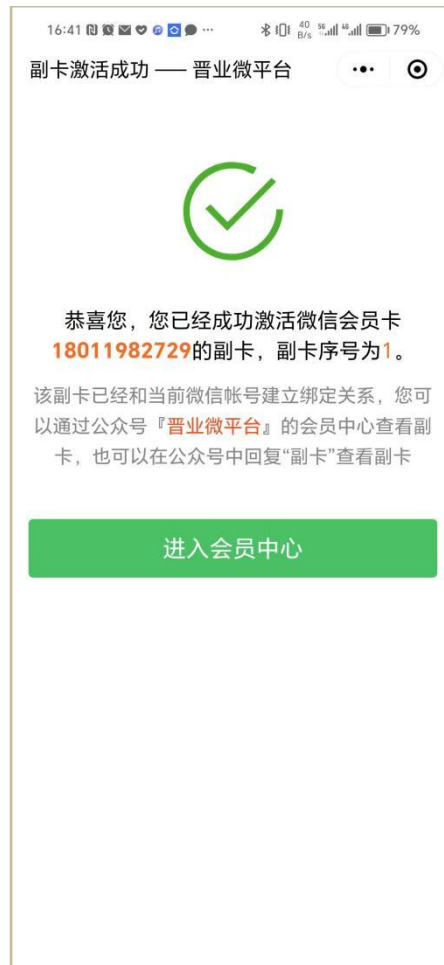 16:41 40 B/s 5G 4G 79%
副卡激活成功 —— 晋业微平台
恭喜您，您已经成功激活微信会员卡
18011982729的副卡，副卡序号为1。
该副卡已经和当前微信帐号建立绑定关系，您可
以通过公众号『晋业微平台』的会员中心查看副
卡，也可以在公众号中回复“副卡”查看副卡
进入会员中心